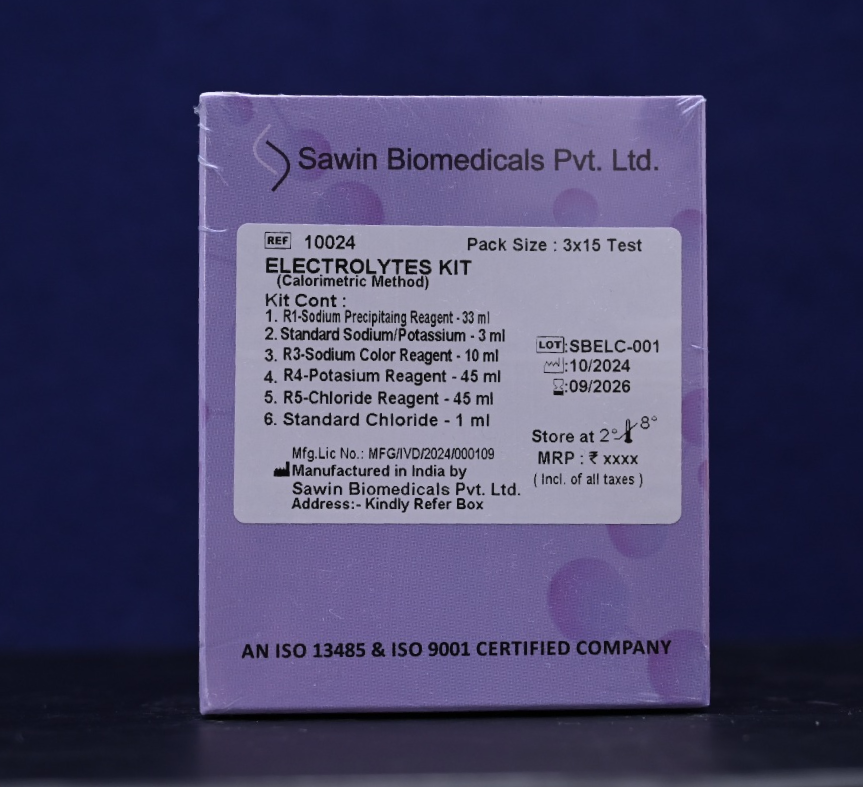 Sawin Biomedicals Pvt. Ltd.
REF 10024 Pack Size : 3x15 Test
ELECTROLYTES KIT
(Calorimetric Method)
Kit Cont :
1. R1-Sodium Precipitaing Reagent - 33 ml
2. Standard Sodium/Potassium - 3 ml
3. R3-Sodium Color Reagent - 10 ml
4. R4-Potasium Reagent - 45 ml
5. R5-Chloride Reagent - 45 ml
6. Standard Chloride - 1 ml
LOT:SBELC-001
:10/2024
:09/2026
Store at 2° 8°
MRP : ₹ xxxx
( Incl. of all taxes )
Mfg.Lic No.: MFG/IVD/2024/000109
Manufactured in India by
Sawin Biomedicals Pvt. Ltd.
Address:- Kindly Refer Box
AN ISO 13485 & ISO 9001 CERTIFIED COMPANY